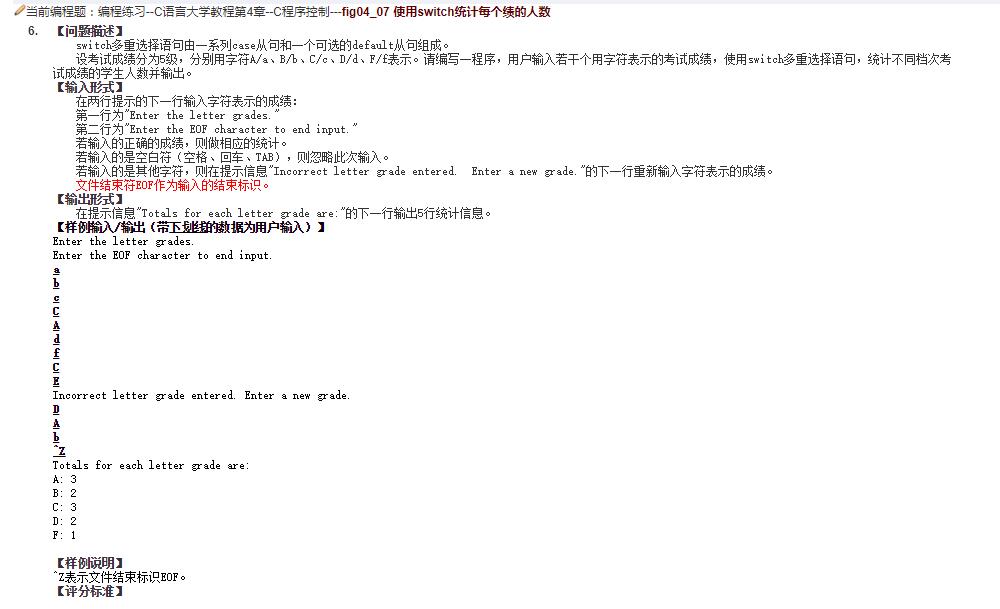 当前编程题：编程练习--C语言大学教程第4章--C程序控制---fig04_07 使用switch统计每个绩的人数
6. 【问题描述】
switch多重选择语句由一系列case从句和一个可选的default从句组成。
设考试成绩分为5级，分别用字符A/a、B/b、C/c、D/d、F/f表示。请编写一程序，用户输入若干个用字符表示的考试成绩，使用switch多重选择语句，统计不同档次考
试成绩的学生人数并输出。
【输入形式】
在两行提示的下一行输入字符表示的成绩：
第一行为"Enter the letter grades."
第二行为"Enter the EOF character to end input."
若输入的正确的成绩，则做相应的统计。
若输入的是空白符（空格、回车、TAB），则忽略此次输入。
若输入的是其他字符，则在提示信息"Incorrect letter grade entered.  Enter a new grade."的下一行重新输入字符表示的成绩。
文件结束符EOF作为输入的结束标识。
【输出形式】
在提示信息"Totals for each letter grade are:"的下一行输出5行统计信息。
【样例输入/输出（带下划线的数据为用户输入）】
Enter the letter grades.
Enter the EOF character to end input.
a
b
c
C
A
d
f
C
E
Incorrect letter grade entered. Enter a new grade.
D
A
b
^Z
Totals for each letter grade are:
A: 3
B: 2
C: 3
D: 2
F: 1
【样例说明】
^Z表示文件结束标识EOF。
【评分标准】